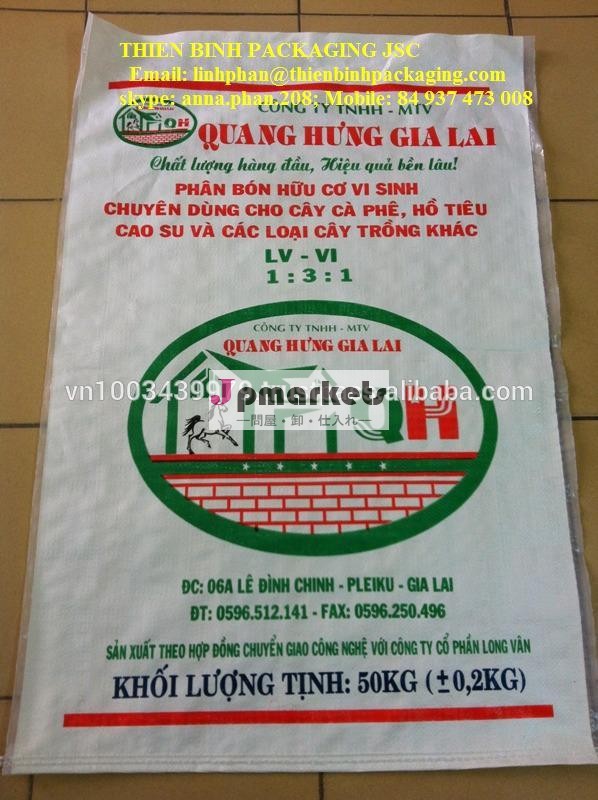 THIEN BINH PACKAGING JSC
Email: linhphan@thienbinhpackaging.com
skype: anna.phan.208; Mobile: 84 937 473 008
CÔNG TY TNHH - MTV
QH QUANG HƯNG GIA LAI
Chất lượng hàng đầu, Hiệu quả bền lâu!
PHÂN BÓN HỮU CƠ VI SINH
CHUYÊN DÙNG CHO CÂY CÀ PHÊ, HỒ TIÊU
CAO SU VÀ CÁC LOẠI CÂY TRỒNG KHÁC
LV - VI
1 : 3 : 1
CÔNG TY TNHH - MTV
QUANG HƯNG GIA LAI
Jpmarkets
―問屋・卸・仕入れ―
QH
ĐC: 06A LÊ ĐÌNH CHINH - PLEIKU - GIA LAI
ĐT: 0596.512.141 - FAX: 0596.250.496
SẢN XUẤT THEO HỢP ĐỒNG CHUYỂN GIAO CÔNG NGHỆ VỚI CÔNG TY CỔ PHẦN LONG VÂN
KHỐI LƯỢNG TỊNH: 50KG (±0,2KG)